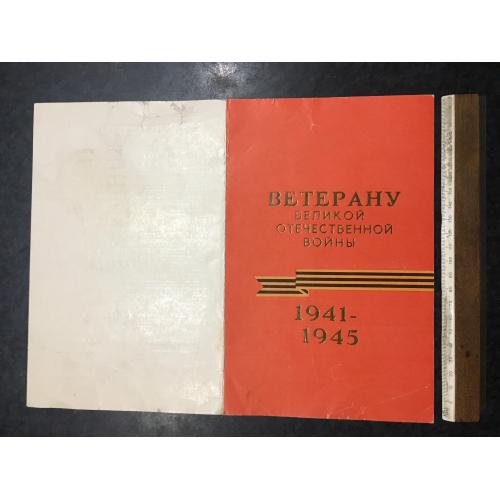 ВЕТЕРАНУ
ВЕЛИКОЙ
ОТЕЧЕСТВЕННОЙ
ВОЙНЫ
1941-
1945